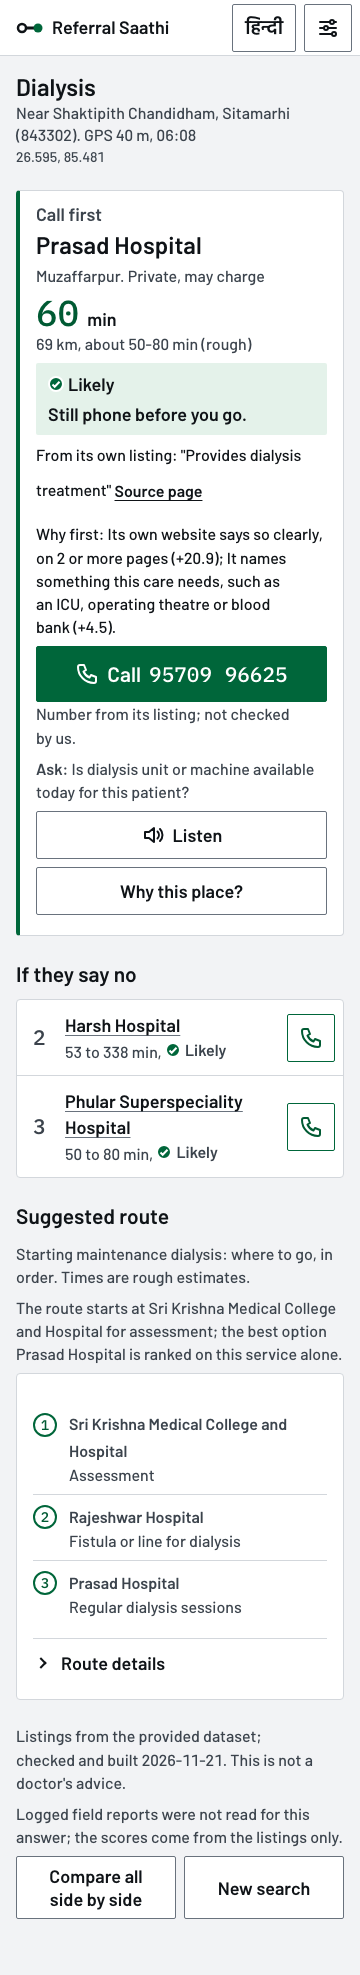 Referral Saathi
हिन्दी
Dialysis
Near Shaktipith Chandidham, Sitamarhi
(843302). GPS 40 m, 06:08
26.595, 85.481
Call first
Prasad Hospital
Muzaffarpur. Private, may charge
60 min
69 km, about 50-80 min (rough)
Likely
Still phone before you go.
From its own listing: "Provides dialysis
treatment" Source page
Why first: Its own website says so clearly,
on 2 or more pages (+20.9); It names
something this care needs, such as
an ICU, operating theatre or blood
bank (+4.5).
Call 95709 96625
Number from its listing; not checked
by us.
Ask: Is dialysis unit or machine available
today for this patient?
Listen
Why this place?
If they say no
2
Harsh Hospital
53 to 338 min, Likely
3
Phular Superspeciality
Hospital
50 to 80 min, Likely
Suggested route
Starting maintenance dialysis: where to go, in
order. Times are rough estimates.
The route starts at Sri Krishna Medical College
and Hospital for assessment; the best option
Prasad Hospital is ranked on this service alone.
1 Sri Krishna Medical College and
Hospital
Assessment
2 Rajeshwar Hospital
Fistula or line for dialysis
3 Prasad Hospital
Regular dialysis sessions
Route details
Listings from the provided dataset;
checked and built 2026-11-21. This is not a
doctor's advice.
Logged field reports were not read for this
answer; the scores come from the listings only.
Compare all
side by side
New search